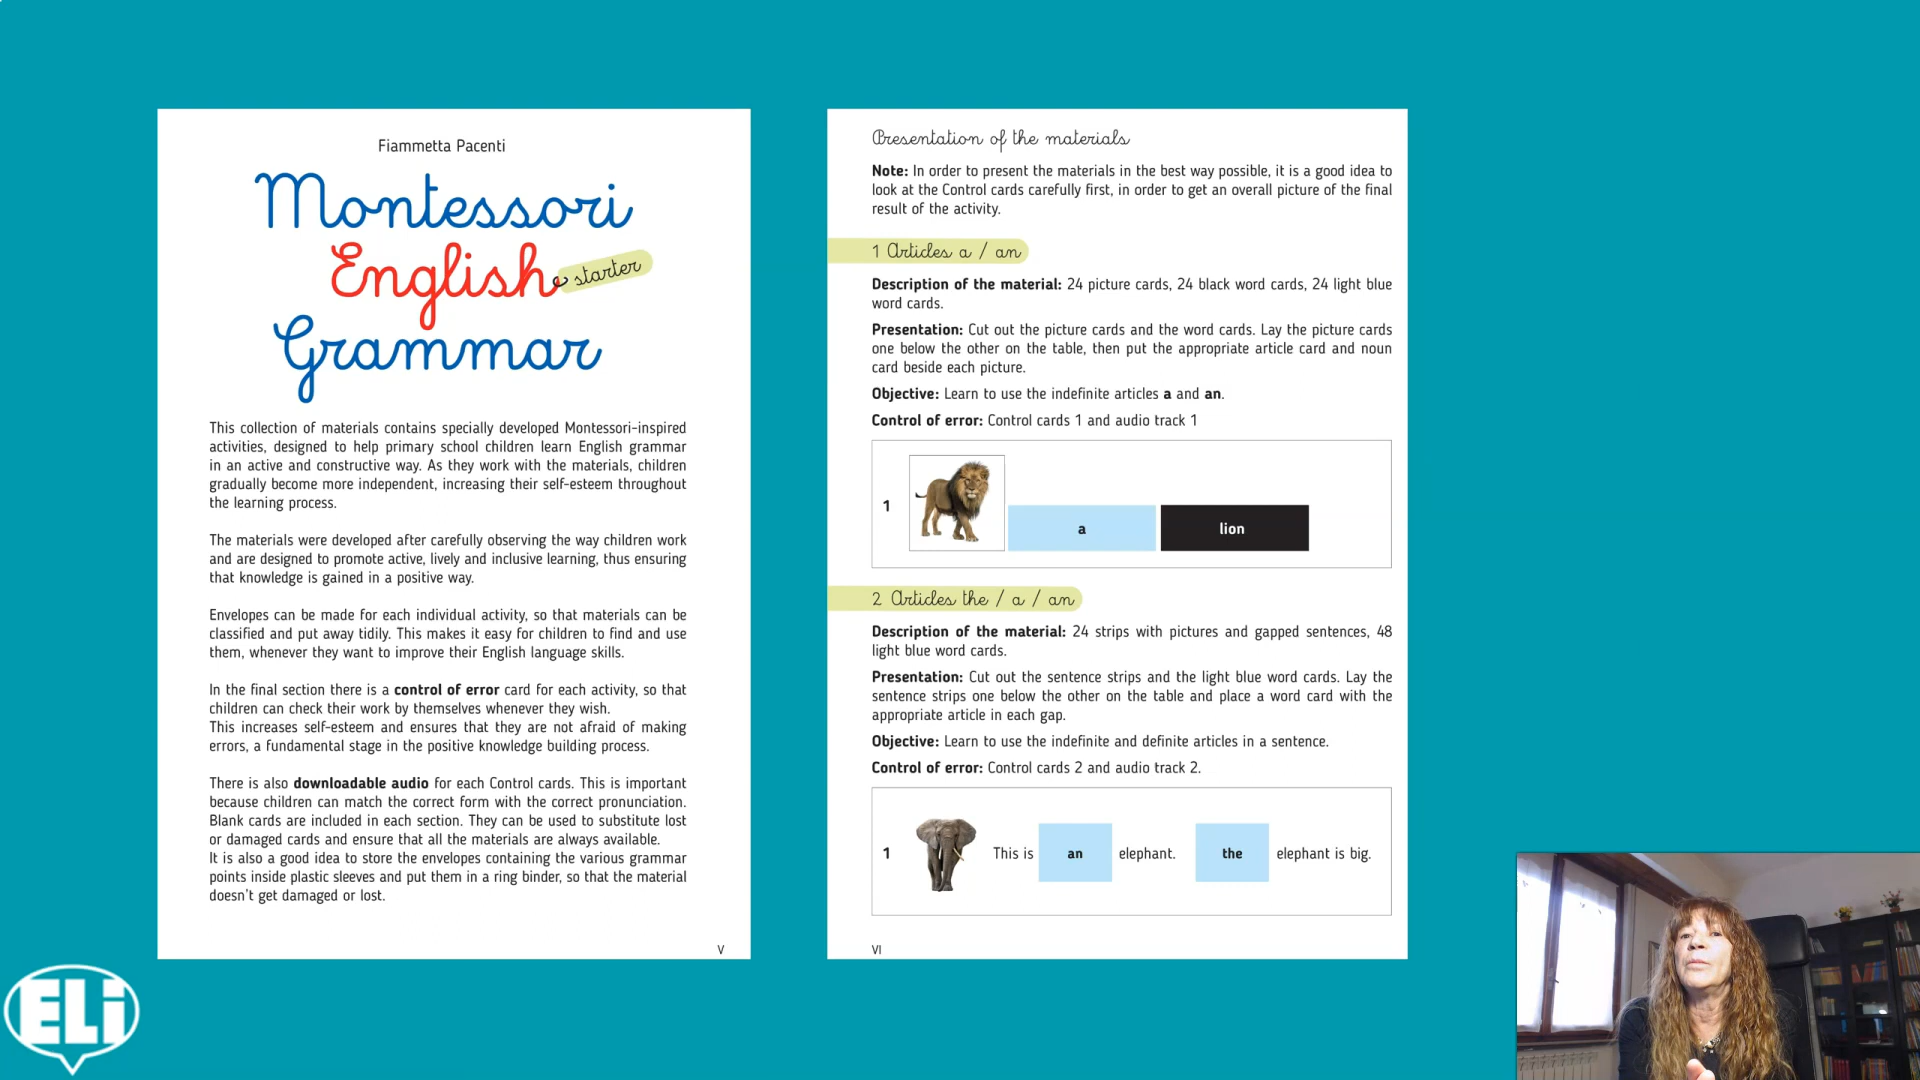 Fiammetta Pacenti
Montessori
English
starter
Grammar
This collection of materials contains specially developed Montessori-inspired
activities, designed to help primary school children learn English grammar
in an active and constructive way. As they work with the materials, children
gradually become more independent, increasing their self-esteem throughout
the learning process.
The materials were developed after carefully observing the way children work
and are designed to promote active, lively and inclusive learning, thus ensuring
that knowledge is gained in a positive way.
Envelopes can be made for each individual activity, so that materials can be
classified and put away tidily. This makes it easy for children to find and use
them, whenever they want to improve their English language skills.
In the final section there is a control of error card for each activity, so that
children can check their work by themselves whenever they wish.
This increases self-esteem and ensures that they are not afraid of making
errors, a fundamental stage in the positive knowledge building process.
There is also downloadable audio for each Control cards. This is important
because children can match the correct form with the correct pronunciation.
Blank cards are included in each section. They can be used to substitute lost
or damaged cards and ensure that all the materials are always available.
It is also a good idea to store the envelopes containing the various grammar
points inside plastic sleeves and put them in a ring binder, so that the material
doesn't get damaged or lost.
V
Presentation of the materials
Note: In order to present the materials in the best way possible, it is a good idea to
look at the Control cards carefully first, in order to get an overall picture of the final
result of the activity.
1 Articles a / an
Description of the material: 24 picture cards, 24 black word cards, 24 light blue
word cards.
Presentation: Cut out the picture cards and the word cards. Lay the picture cards
one below the other on the table, then put the appropriate article card and noun
card beside each picture.
Objective: Learn to use the indefinite articles a and an.
Control of error: Control cards 1 and audio track 1
1 a lion
2 Articles the / a / an
Description of the material: 24 strips with pictures and gapped sentences, 48
light blue word cards.
Presentation: Cut out the sentence strips and the light blue word cards. Lay the
sentence strips one below the other on the table and place a word card with the
appropriate article in each gap.
Objective: Learn to use the indefinite and definite articles in a sentence.
Control of error: Control cards 2 and audio track 2.
1 This is an elephant. the elephant is big.
VI
ELi